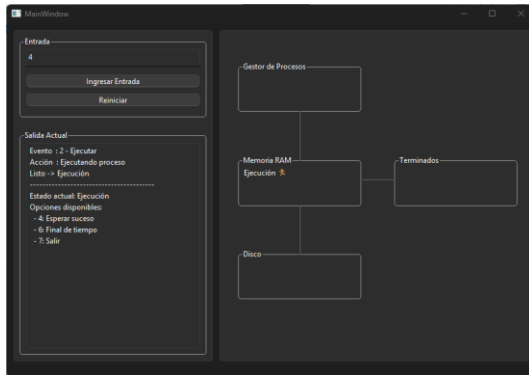 MainWindow
Entrada
4
Ingresar Entrada
Reiniciar
Salida Actual
Evento : 2 - Ejecutar
Acción : Ejecutando proceso
Listo -> Ejecución
----------------------------------------
Estado actual: Ejecución
Opciones disponibles:
- 4: Esperar suceso
- 6: Final de tiempo
- 7: Salir
Gestor de Procesos
Memoria RAM
Ejecución
Terminados
Disco